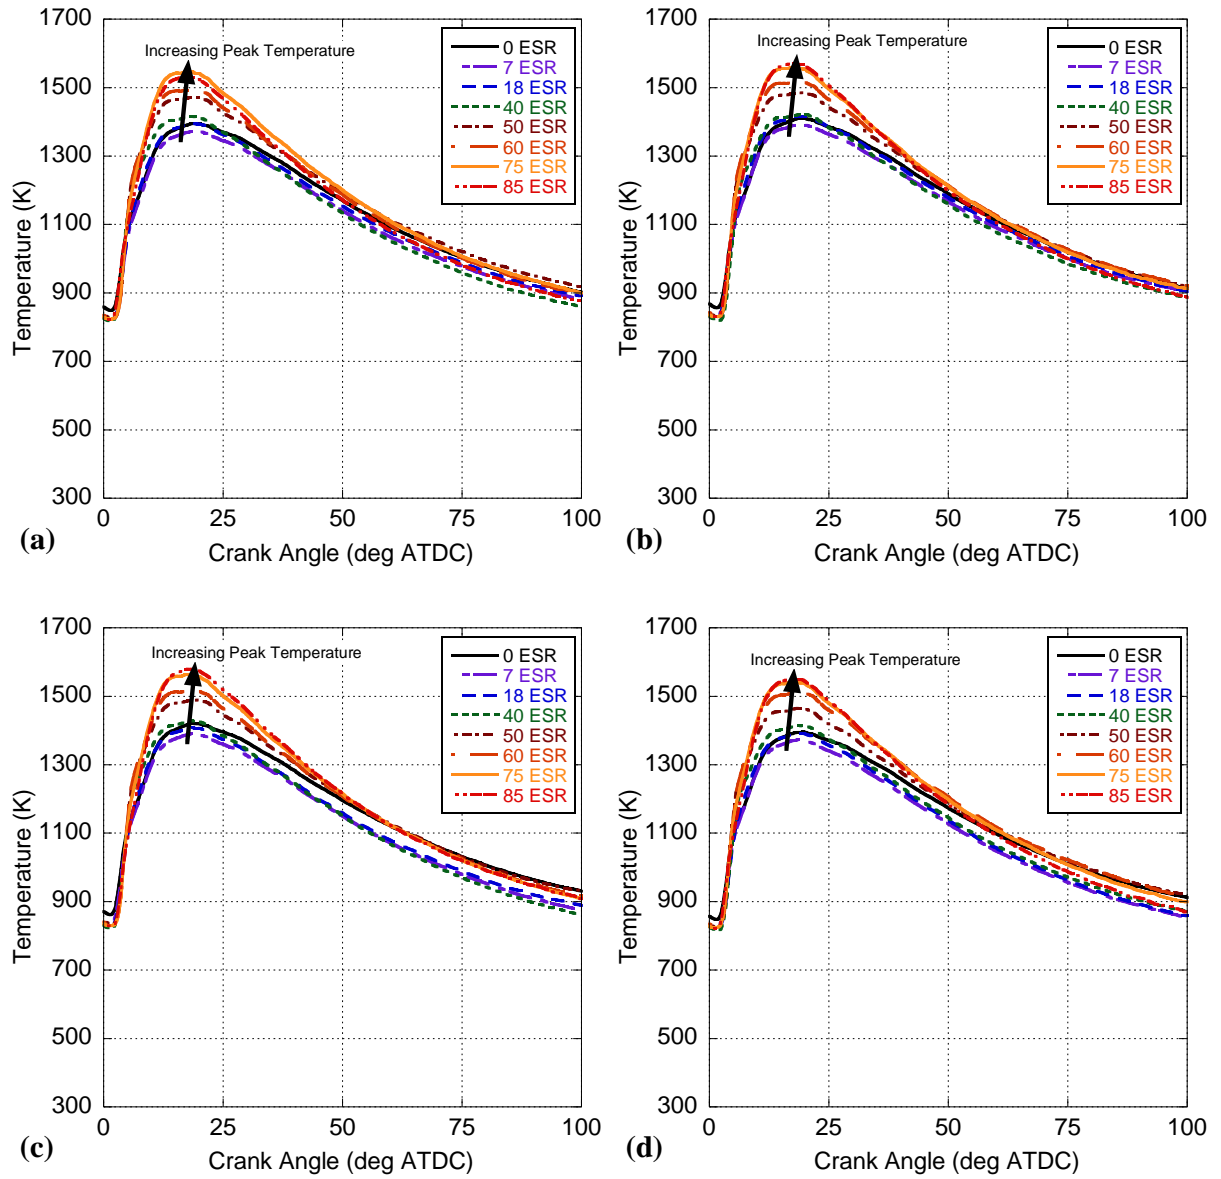 1700
1500
1300
1100
900
700
500
300
Temperature (K)
Increasing Peak Temperature
0 ESR
7 ESR
18 ESR
40 ESR
50 ESR
60 ESR
75 ESR
85 ESR
0 25 50 75 100
(a)
Crank Angle (deg ATDC)
1700
1500
1300
1100
900
700
500
300
Temperature (K)
Increasing Peak Temperature
0 ESR
7 ESR
18 ESR
40 ESR
50 ESR
60 ESR
75 ESR
85 ESR
0 25 50 75 100
(b)
Crank Angle (deg ATDC)
1700
1500
1300
1100
900
700
500
300
Temperature (K)
Increasing Peak Temperature
0 ESR
7 ESR
18 ESR
40 ESR
50 ESR
60 ESR
75 ESR
85 ESR
0 25 50 75 100
(c)
Crank Angle (deg ATDC)
1700
1500
1300
1100
900
700
500
300
Temperature (K)
Increasing Peak Temperature
0 ESR
7 ESR
18 ESR
40 ESR
50 ESR
60 ESR
75 ESR
85 ESR
0 25 50 75 100
(d)
Crank Angle (deg ATDC)